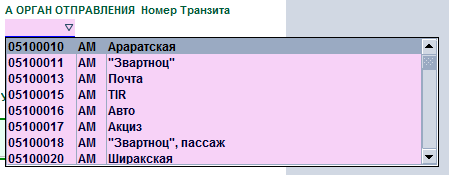 А ОРГАН ОТПРАВЛЕНИЯ Номер Транзита
05100010 AM Араратская
05100011 AM "Звартноц"
05100013 AM Почта
05100015 AM TIR
05100016 AM Авто
05100017 AM Акциз
05100018 AM "Звартноц", пассаж
05100020 AM Ширакская